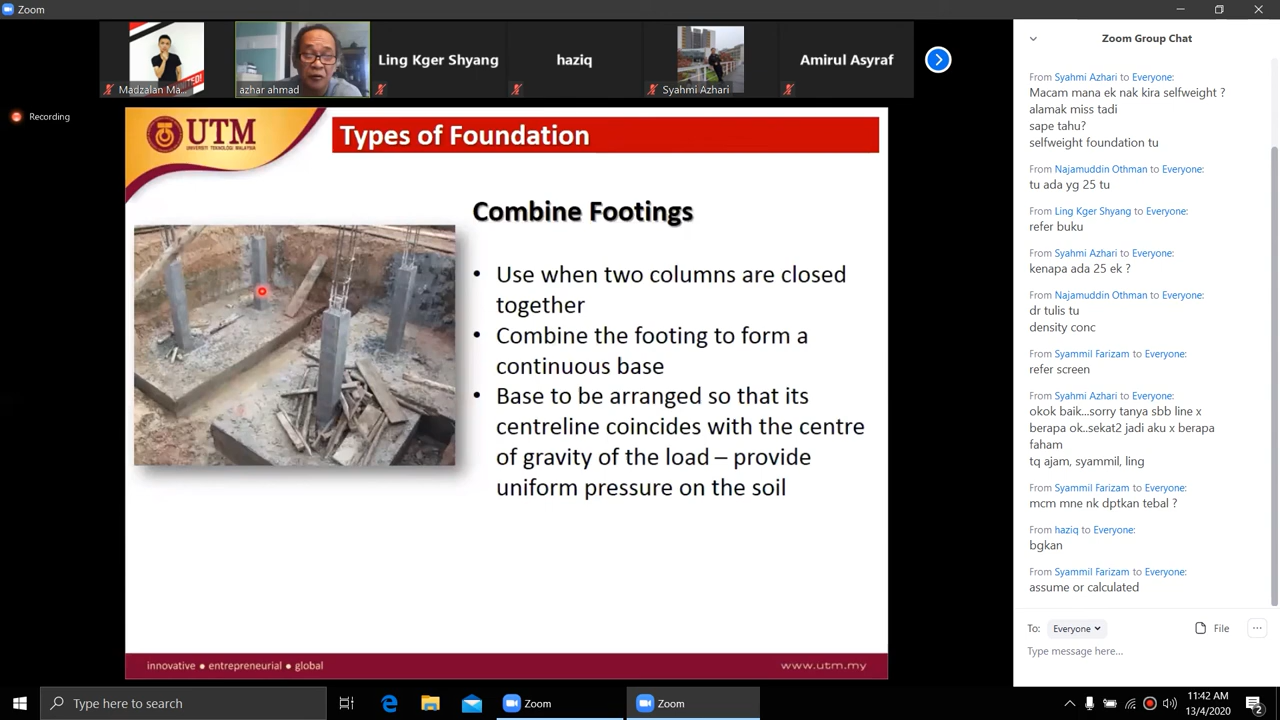 Zoom
Madzalan Ma...
azhar ahmad
Ling Kger Shyang
haziq
Syahmi Azhari
Amirul Asyraf
Recording
UTM
UNIVERSITI TEKNOLOGI MALAYSIA
Types of Foundation
Combine Footings
• Use when two columns are closed
together
• Combine the footing to form a
continuous base
• Base to be arranged so that its
centreline coincides with the centre
of gravity of the load – provide
uniform pressure on the soil
innovative ● entrepreneurial ● global
www.utm.my
Zoom Group Chat
From Syahmi Azhari to Everyone:
Macam mana ek nak kira selfweight ?
alamak miss tadi
sape tahu?
selfweight foundation tu
From Najamuddin Othman to Everyone:
tu ada yg 25 tu
From Ling Kger Shyang to Everyone:
refer buku
From Syahmi Azhari to Everyone:
kenapa ada 25 ek ?
From Najamuddin Othman to Everyone:
dr tulis tu
density conc
From Syammil Farizam to Everyone:
refer screen
From Syahmi Azhari to Everyone:
okok baik...sorry tanya sbb line x
berapa ok..sekat2 jadi aku x berapa
faham
tq ajam, syammil, ling
From Syammil Farizam to Everyone:
mcm mne nk dptkan tebal ?
From haziq to Everyone:
bgkan
From Syammil Farizam to Everyone:
assume or calculated
To: Everyone
File
Type message here...
Type here to search
Zoom
Zoom
11:42 AM
13/4/2020
2